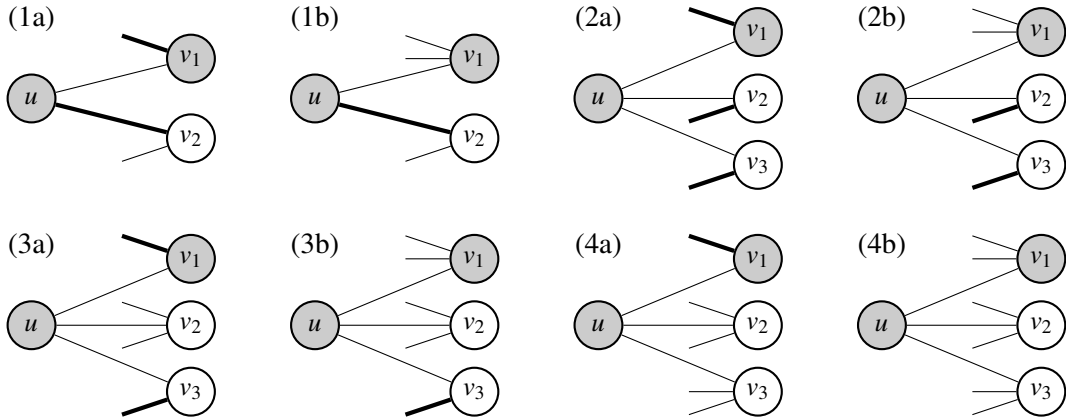 (1a) (1b) (2a) (2b)
v₁ v₁ v₁ v₁
u u u v₂ u v₂
v₂ v₂
v₃ v₃
(3a) (3b) (4a) (4b)
v₁ v₁ v₁ v₁
u v₂ u v₂ u v₂ u v₂
v₃ v₃ v₃ v₃